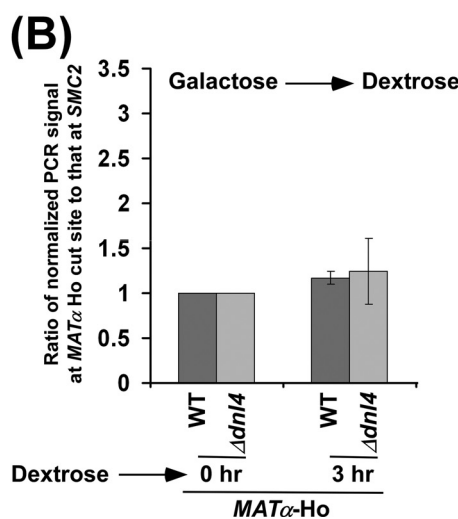 (B)
Ratio of normalized PCR signal
at MATα Ho cut site to that at SMC2
3.5
3
2.5
2
1.5
1
0.5
0
Galactose → Dextrose
WT
Δdnl4
WT
Δdnl4
Dextrose → 0 hr 3 hr
MATα-Ho